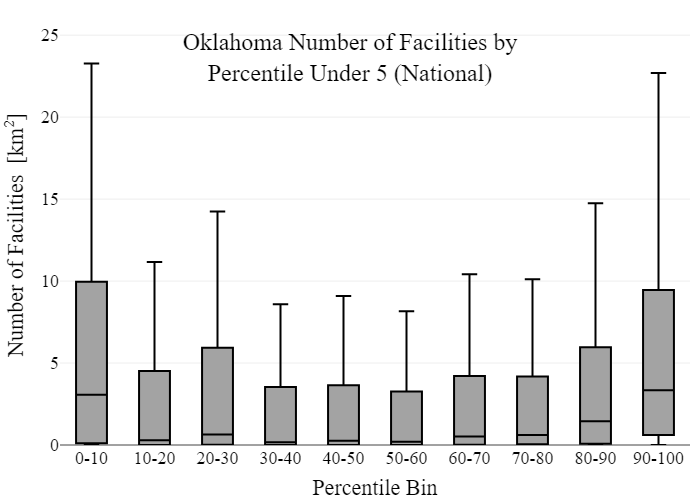 Oklahoma Number of Facilities by
Percentile Under 5 (National)
Number of Facilities [km²]
25
20
15
10
5
0
0-10 10-20 20-30 30-40 40-50 50-60 60-70 70-80 80-90 90-100
Percentile Bin